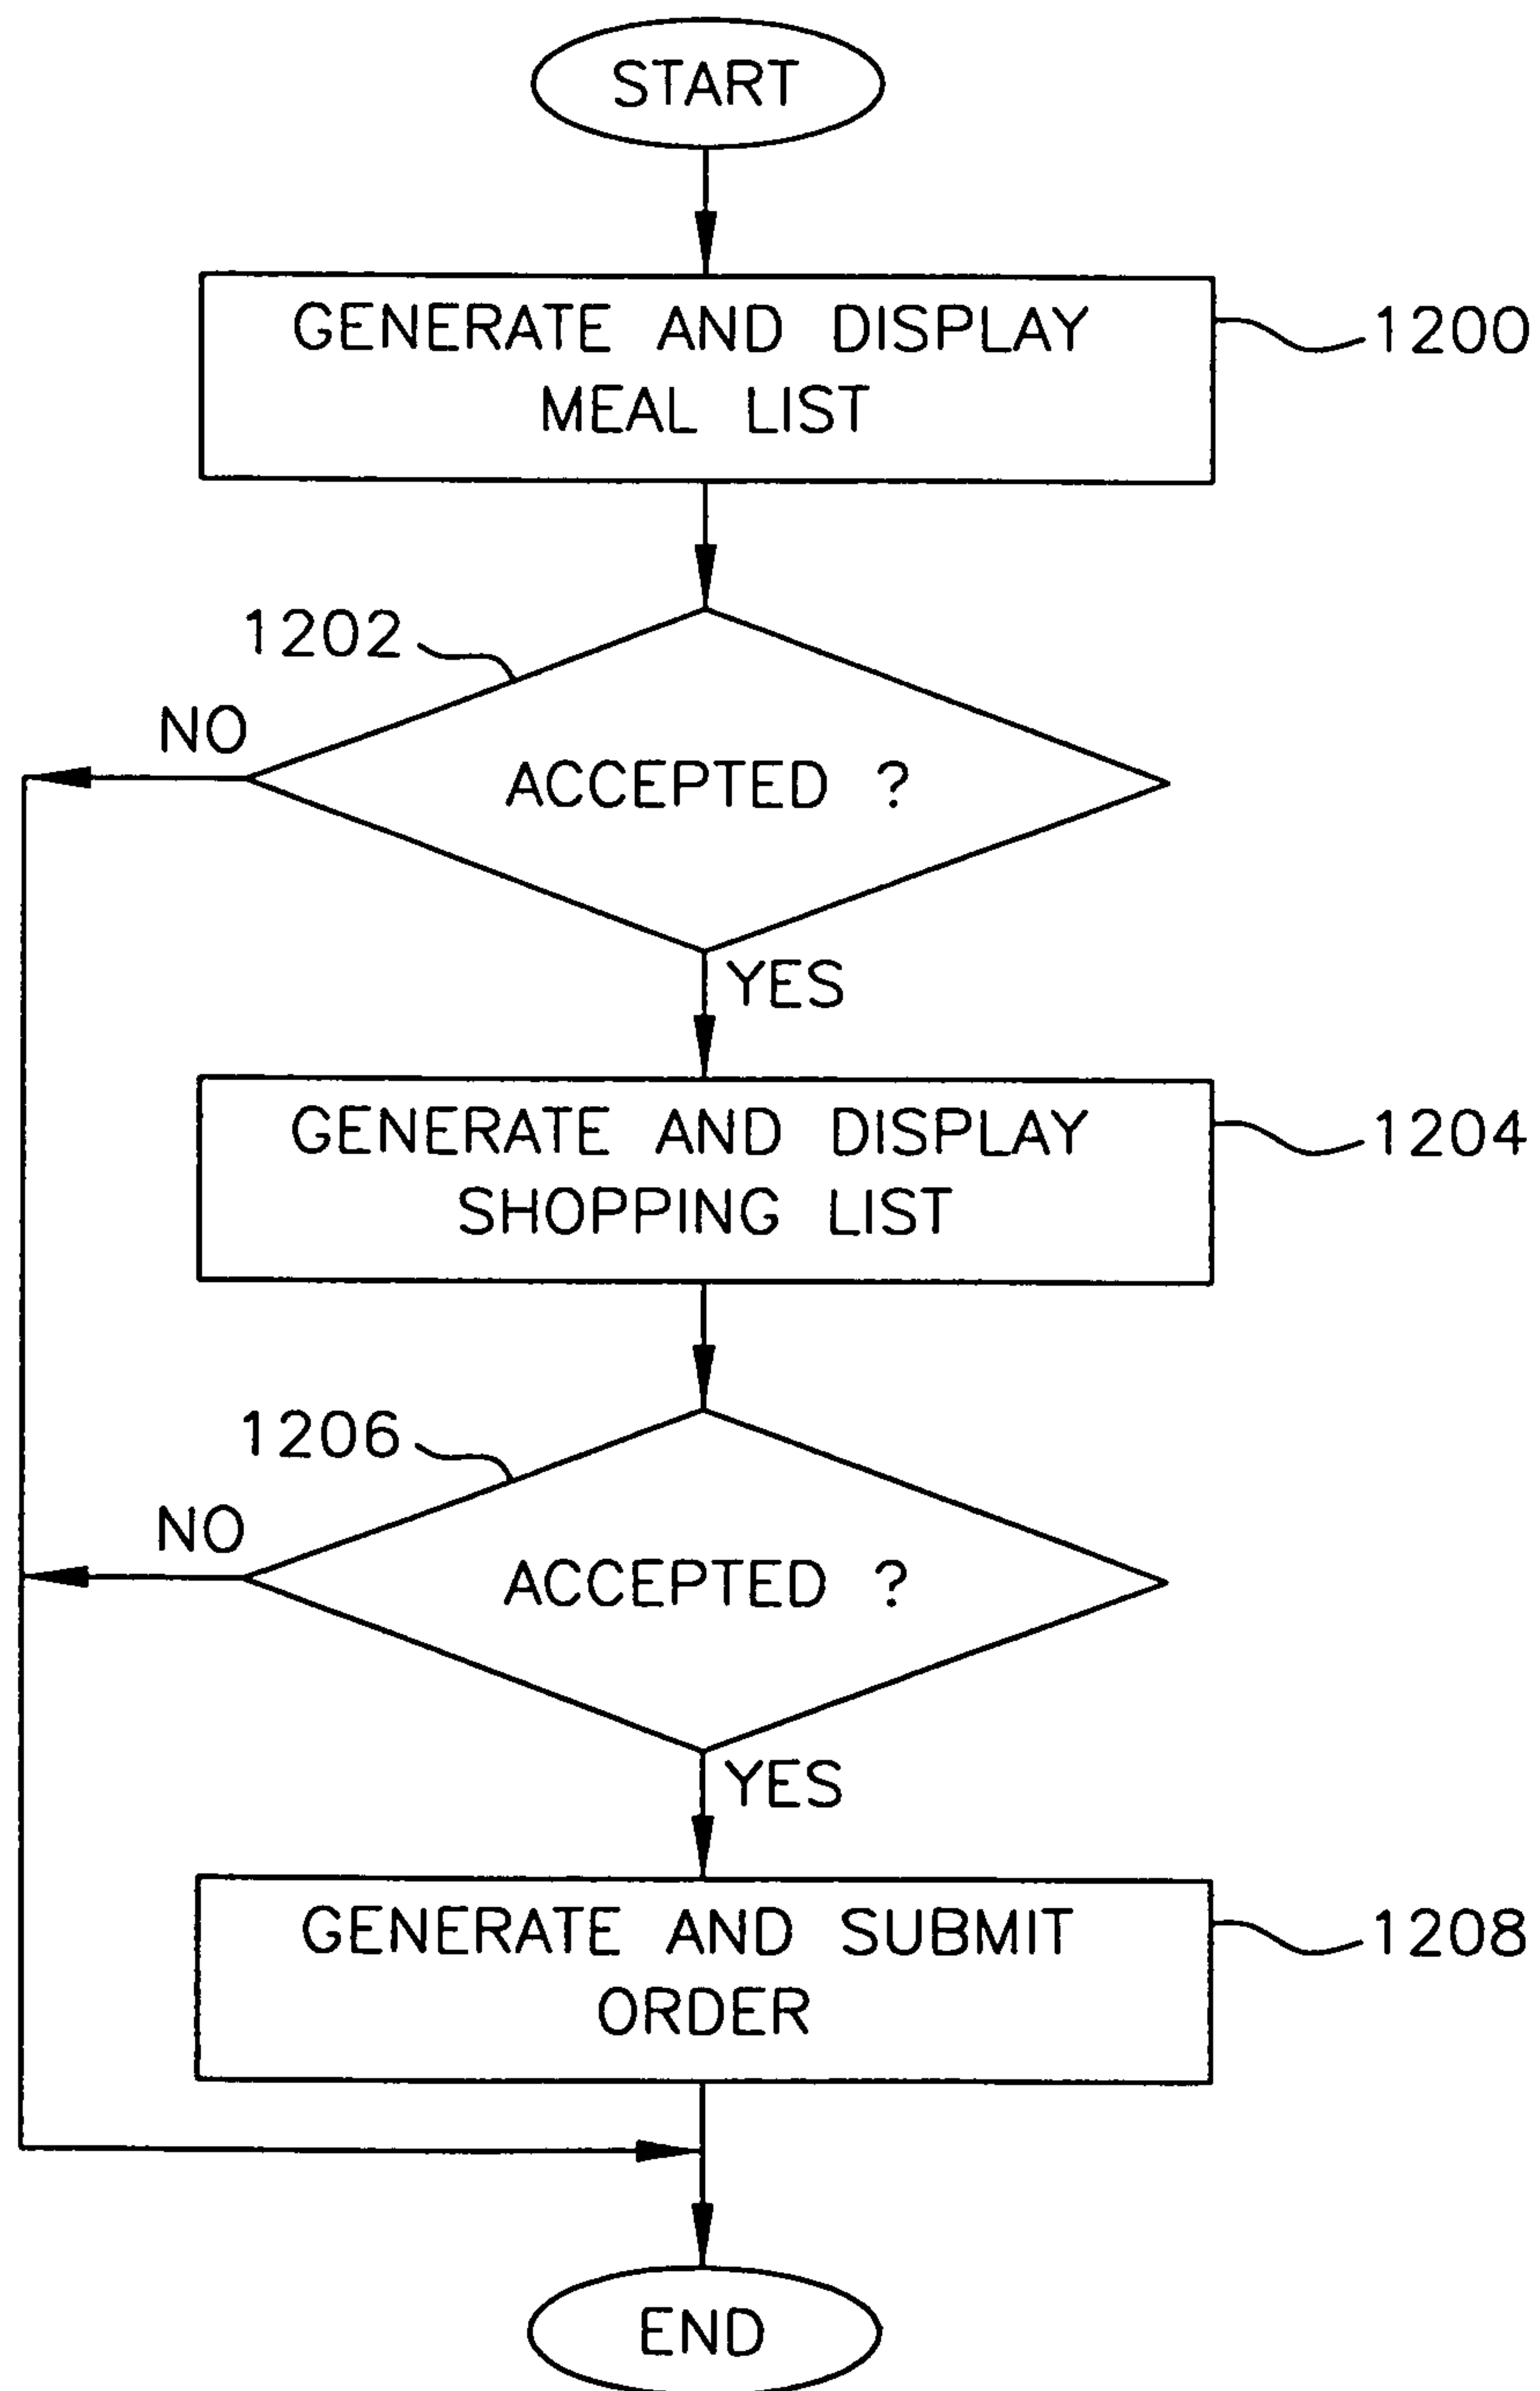 START
GENERATE AND DISPLAY
MEAL LIST
1200
1202
NO
ACCEPTED ?
YES
GENERATE AND DISPLAY
SHOPPING LIST
1204
1206
NO
ACCEPTED ?
YES
GENERATE AND SUBMIT
ORDER
1208
END